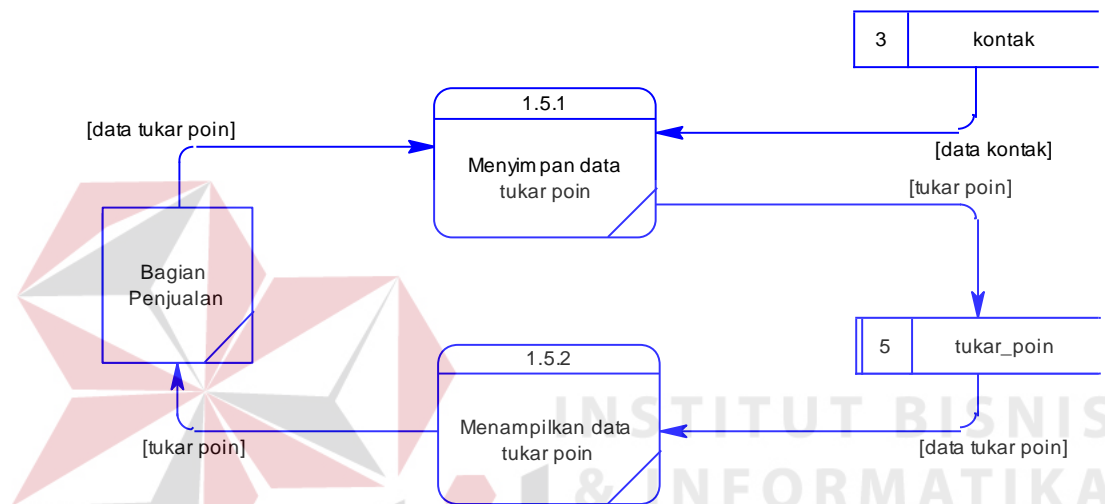 3
kontak
1.5.1
[data tukar poin]
[data kontak]
Menyimpan data
tukar poin
[tukar poin]
Bagian
Penjualan
5
tukar_poin
1.5.2
INSTITUT BISNIS
Menampilkan data
tukar poin
[tukar poin]
[data tukar poin]
& INFORMATIKA